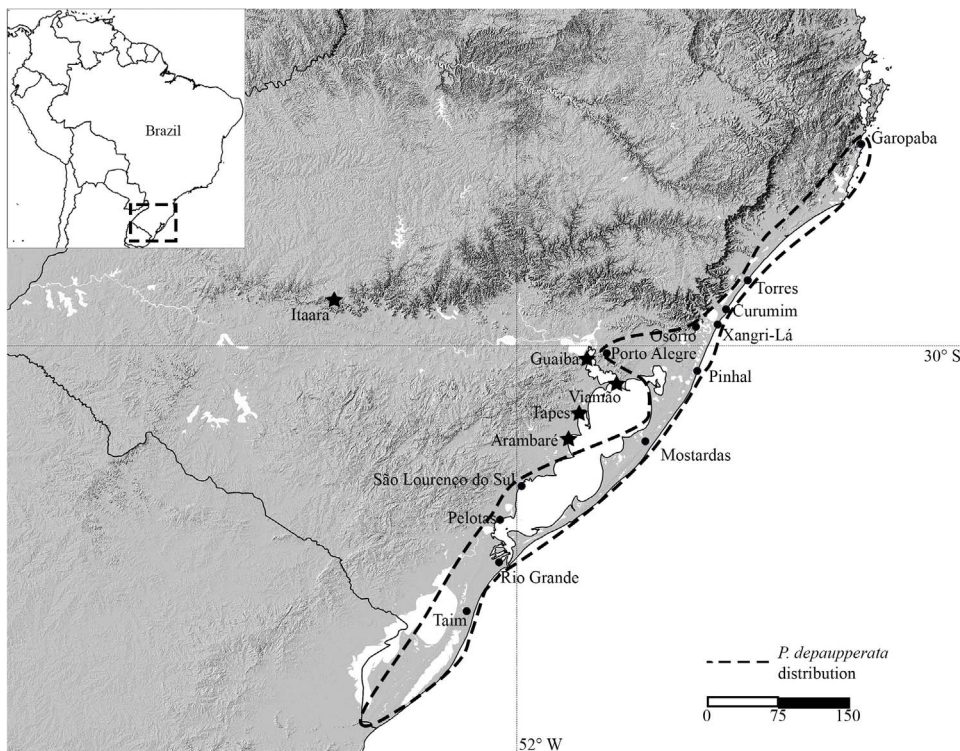 Brazil
Garopaba
Itaara
Torres
Curumim
Osório
Xangri-Lá
Guaiba
Porto Alegre
30° S
Pinhal
Viamão
Tapes
Arambaré
Mostardas
São Lourenço do Sul
Pelotas
Rio Grande
Taim
P. depaupperata
distribution
0 75 150
52° W